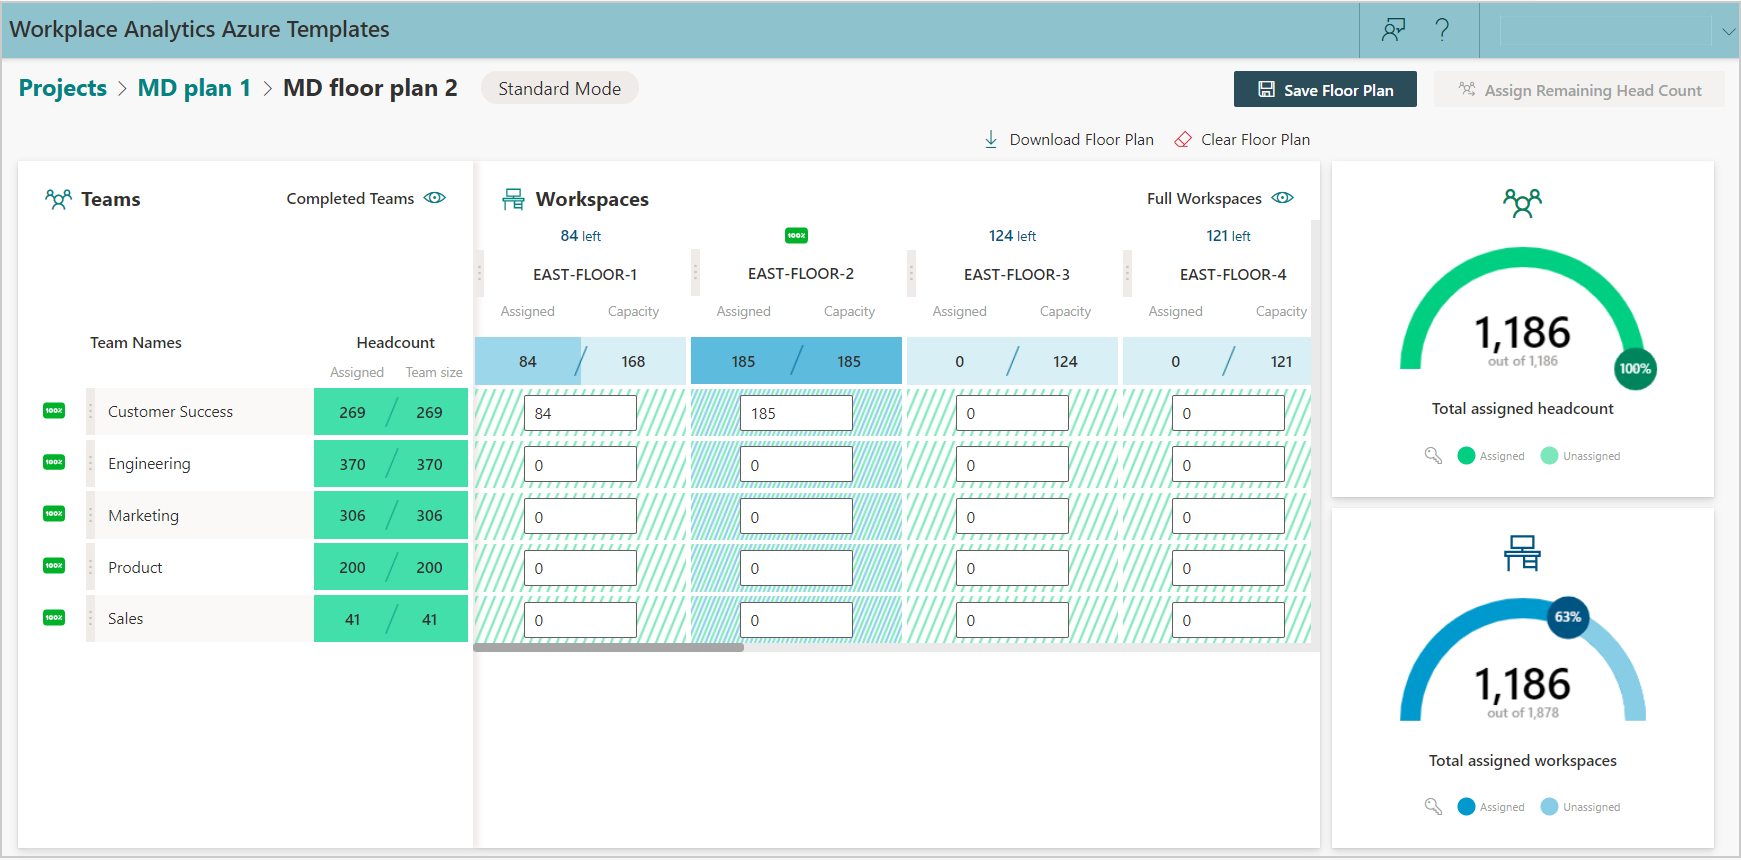 Workplace Analytics Azure Templates
?
Projects > MD plan 1 > MD floor plan 2 Standard Mode
Save Floor Plan
Assign Remaining Head Count
Download Floor Plan
Clear Floor Plan
Teams
Completed Teams
Team Names
Headcount
Assigned Team size
100% Customer Success 269 / 269
100% Engineering 370 / 370
100% Marketing 306 / 306
100% Product 200 / 200
100% Sales 41 / 41
Workspaces
Full Workspaces
84 left 100% 124 left 121 left
EAST-FLOOR-1 EAST-FLOOR-2 EAST-FLOOR-3 EAST-FLOOR-4
Assigned Capacity Assigned Capacity Assigned Capacity Assigned Capacity
84 / 168 185 / 185 0 / 124 0 / 121
84 185 0 0
0 0 0 0
0 0 0 0
0 0 0 0
0 0 0 0
1,186
out of 1,186
100%
Total assigned headcount
Assigned Unassigned
63%
1,186
out of 1,878
Total assigned workspaces
Assigned Unassigned